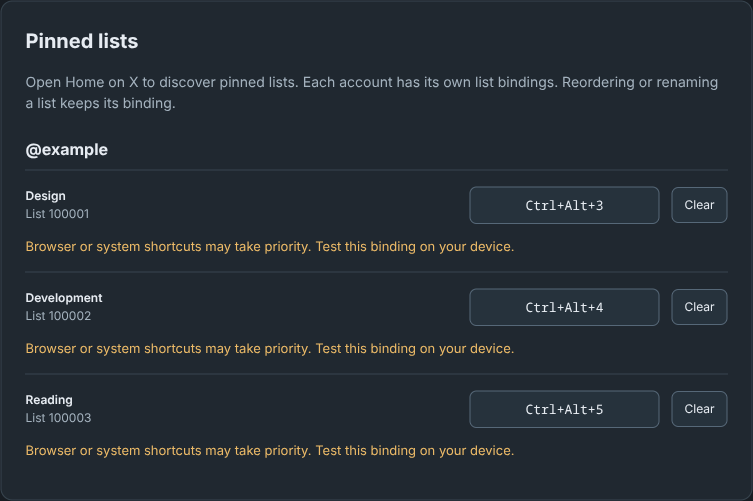 Pinned lists
Open Home on X to discover pinned lists. Each account has its own list bindings. Reordering or renaming
a list keeps its binding.
@example
Design
List 100001
Ctrl+Alt+3
Clear
Browser or system shortcuts may take priority. Test this binding on your device.
Development
List 100002
Ctrl+Alt+4
Clear
Browser or system shortcuts may take priority. Test this binding on your device.
Reading
List 100003
Ctrl+Alt+5
Clear
Browser or system shortcuts may take priority. Test this binding on your device.